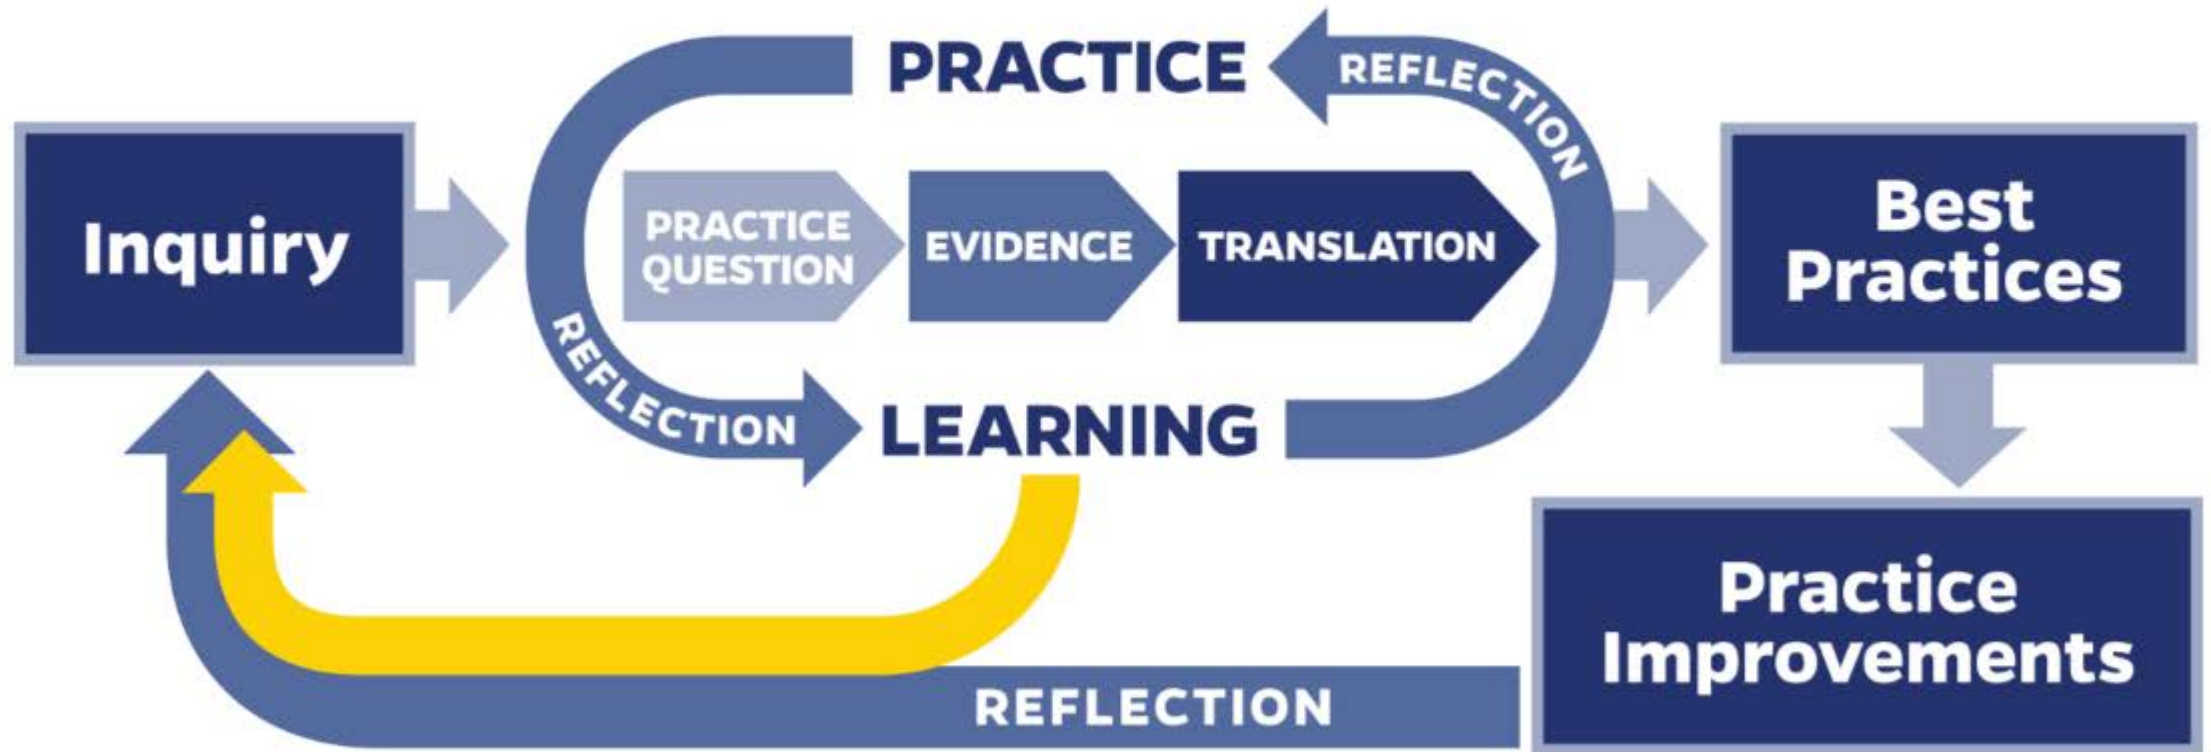 PRACTICE
REFLECTION
Inquiry
PRACTICE
QUESTION
EVIDENCE
TRANSLATION
Best
Practices
REFLECTION
LEARNING
Practice
Improvements
REFLECTION